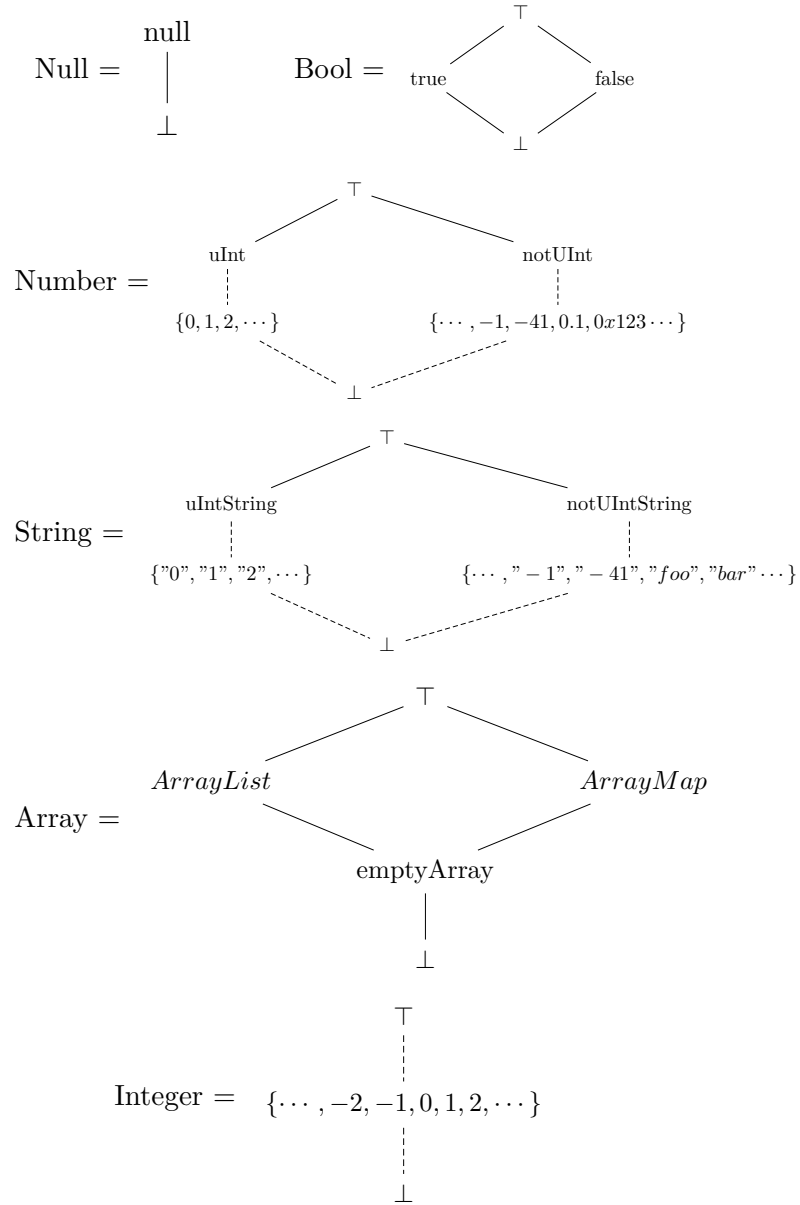 null
Null =
⊥
⊤
Bool =
true
false
⊥
⊤
uInt
notUInt
Number =
{0, 1, 2, ⋯}
{⋯, −1, −41, 0.1, 0x123 ⋯}
⊥
⊤
uIntString
notUIntString
String =
{”0”, ”1”, ”2”, ⋯}
{⋯, ” − 1”, ” − 41”, ”foo”, ”bar” ⋯}
⊥
⊤
ArrayList
ArrayMap
Array =
emptyArray
⊥
⊤
Integer =
{⋯, −2, −1, 0, 1, 2, ⋯}
⊥